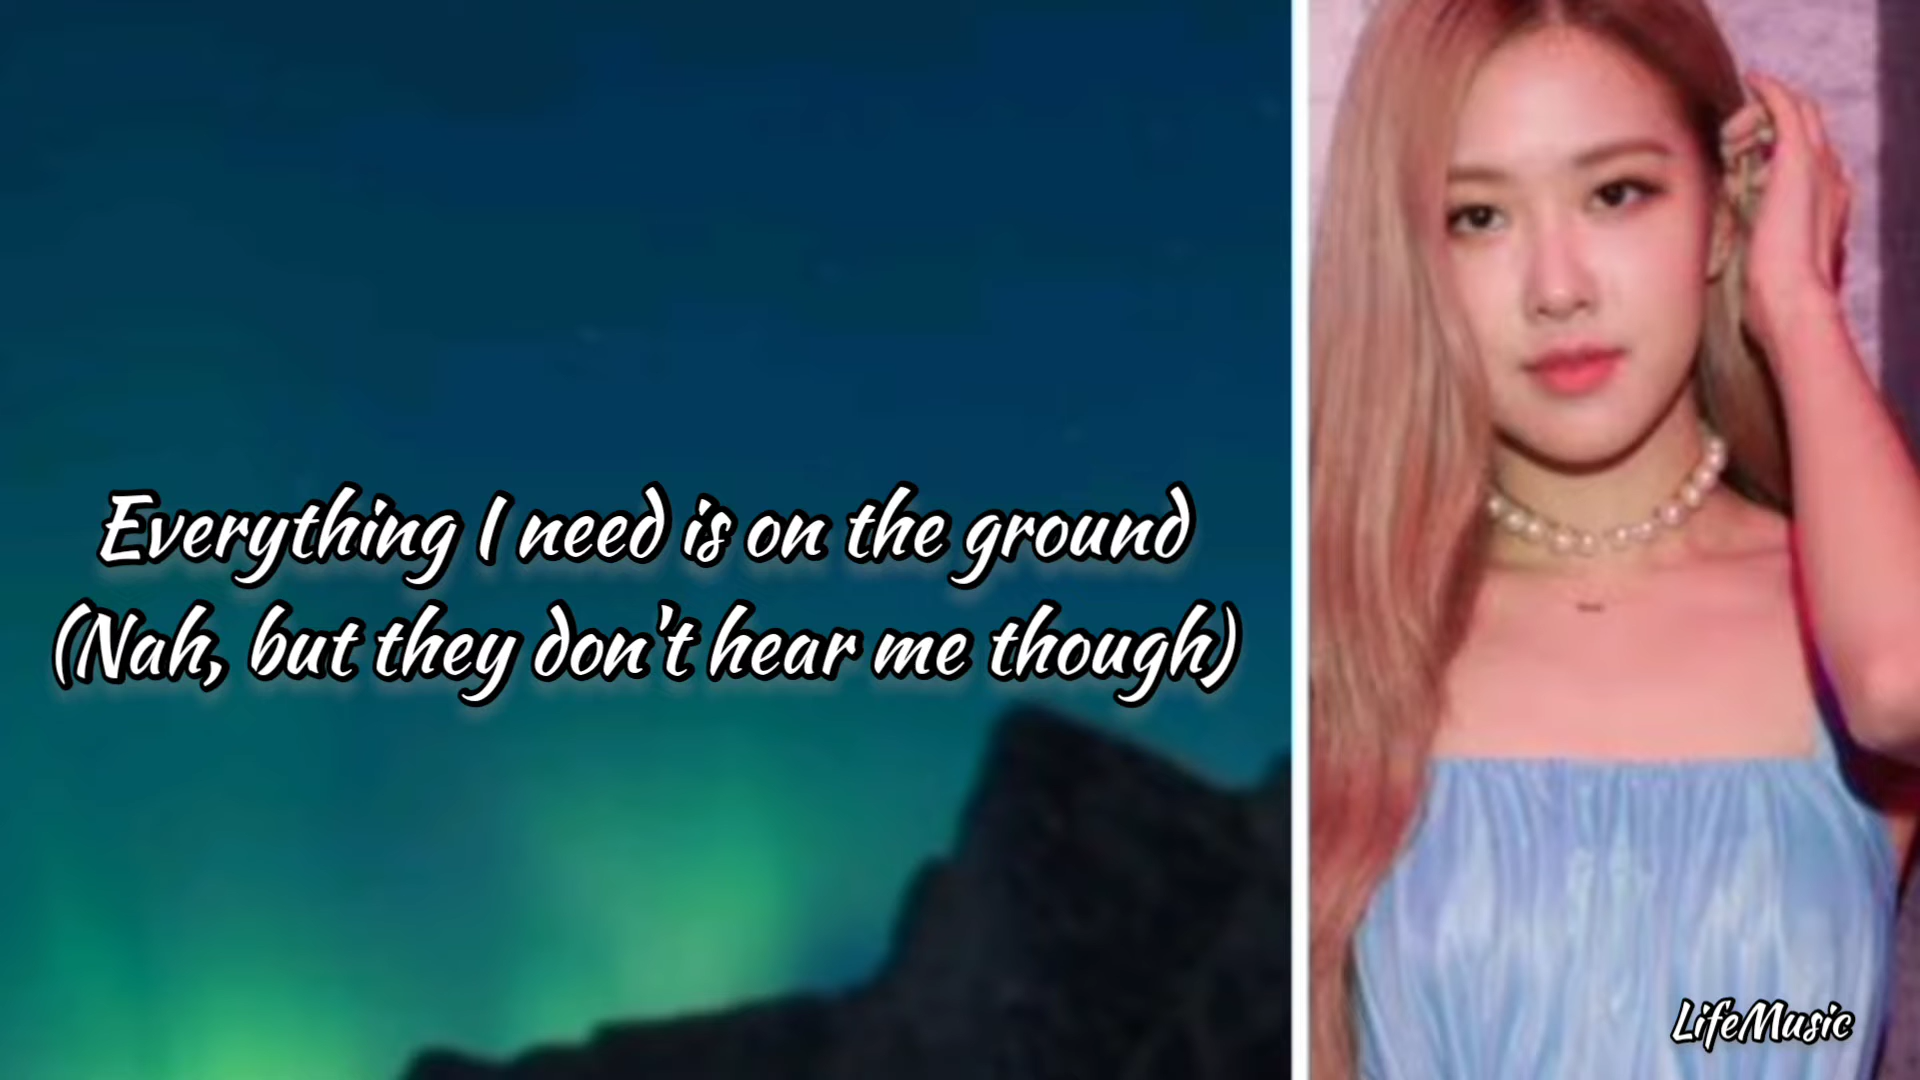 Everything I need is on the ground
(Nah, but they don't hear me though)
LifeMusic